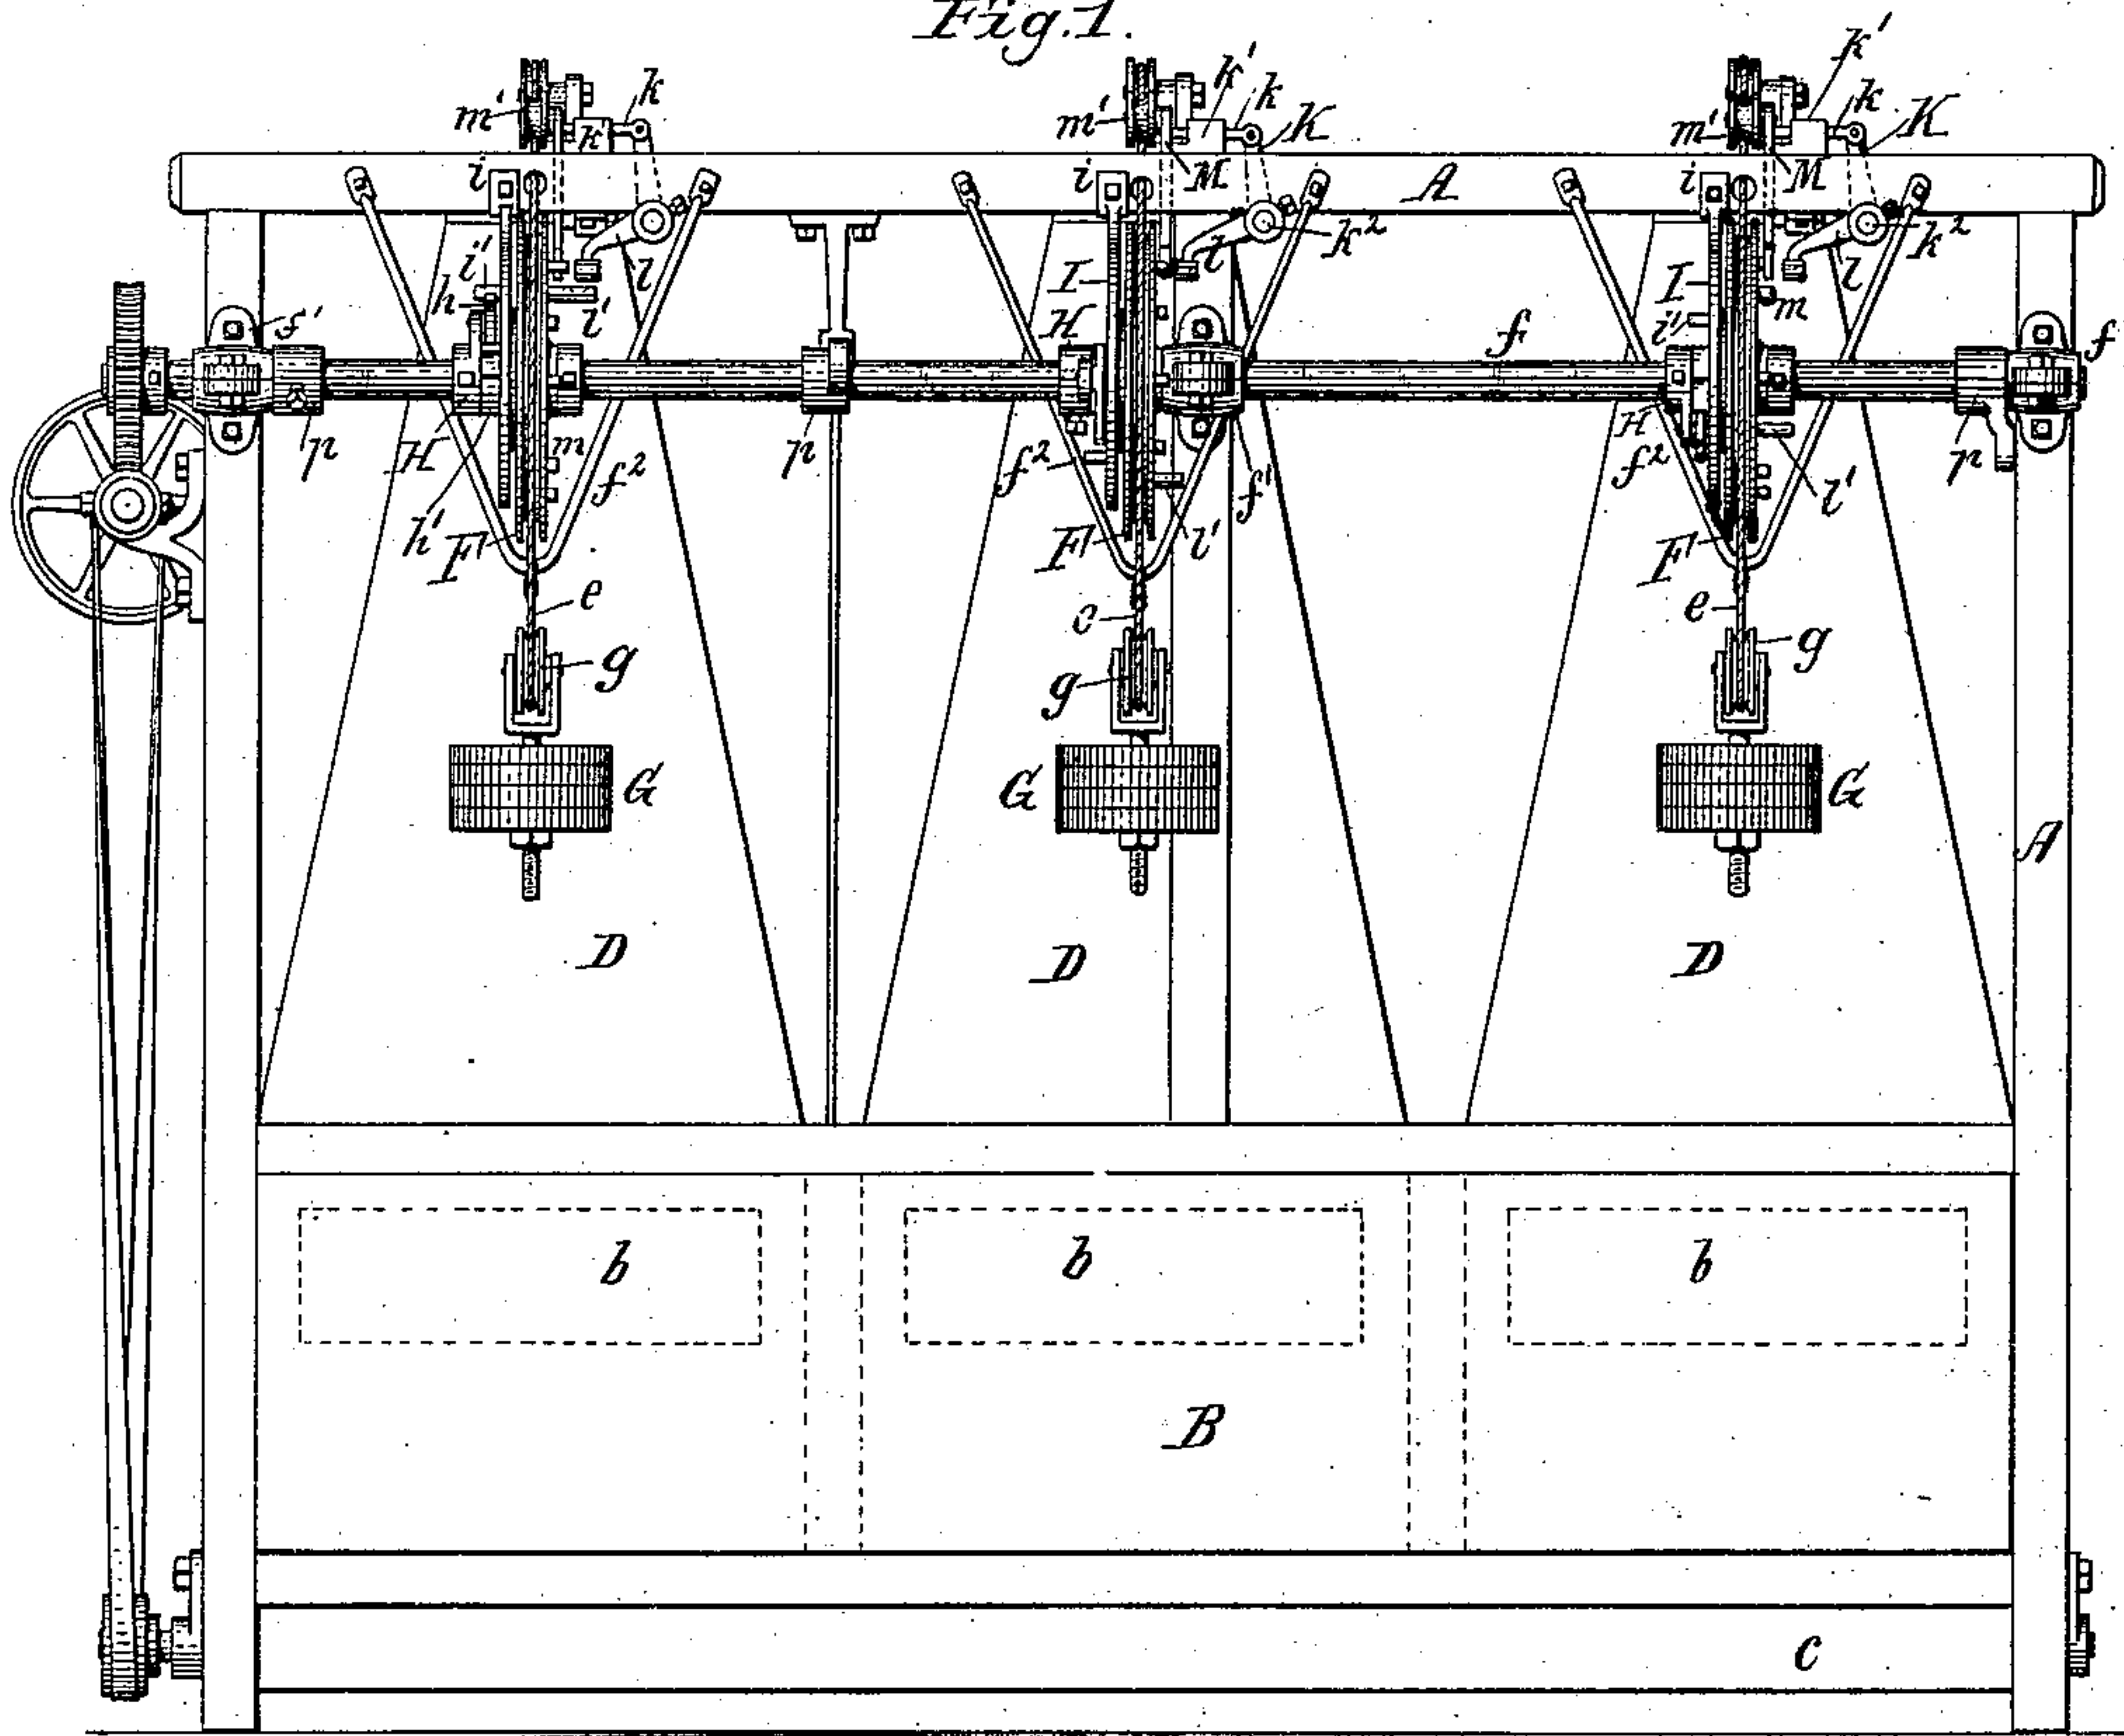 Fig. 1.
m' k' k
m' k' k K
m' k' k K
i
i M A
i M
i' l k² l k²
h l' I I m
f' H f i' f
p H m f² p f² f' H f² l' p
h' F F l' F
e e e
g g g
G G G
A
D D D
b b b
B
c